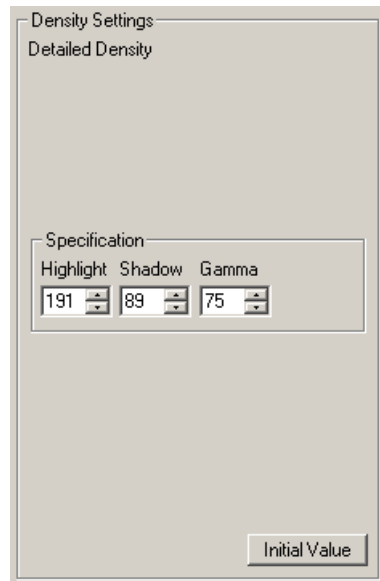 Density Settings
Detailed Density
Specification
Highlight Shadow Gamma
191 89 75
Initial Value